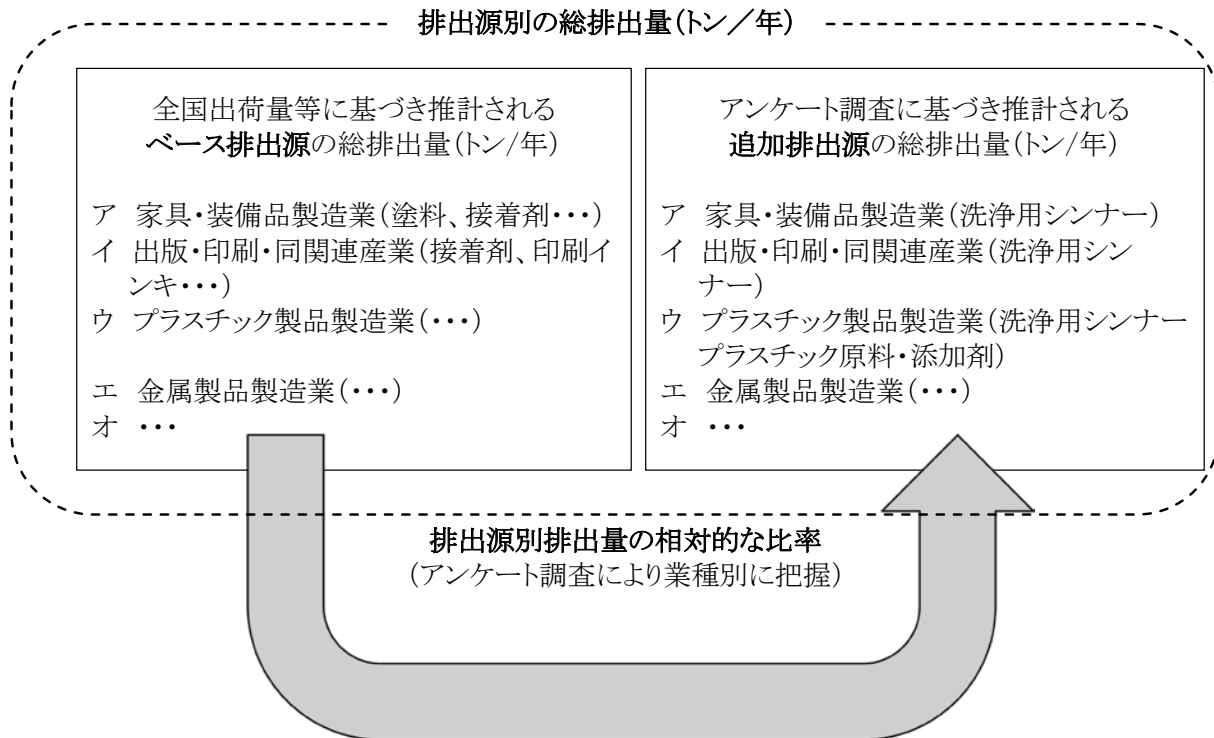 排出源別の総排出量(トン/年)
全国出荷量等に基づき推計される
ベース排出源の総排出量(トン/年)
ア 家具・装備品製造業(塗料、接着剤・・・)
イ 出版・印刷・同関連産業(接着剤、印刷イ
ンキ・・・)
ウ プラスチック製品製造業(・・・)
エ 金属製品製造業(・・・)
オ ・・・
アンケート調査に基づき推計される
追加排出源の総排出量(トン/年)
ア 家具・装備品製造業(洗浄用シンナー)
イ 出版・印刷・同関連産業(洗浄用シン
ナー)
ウ プラスチック製品製造業(洗浄用シンナー
プラスチック原料・添加剤)
エ 金属製品製造業(・・・)
オ ・・・
排出源別排出量の相対的な比率
(アンケート調査により業種別に把握)